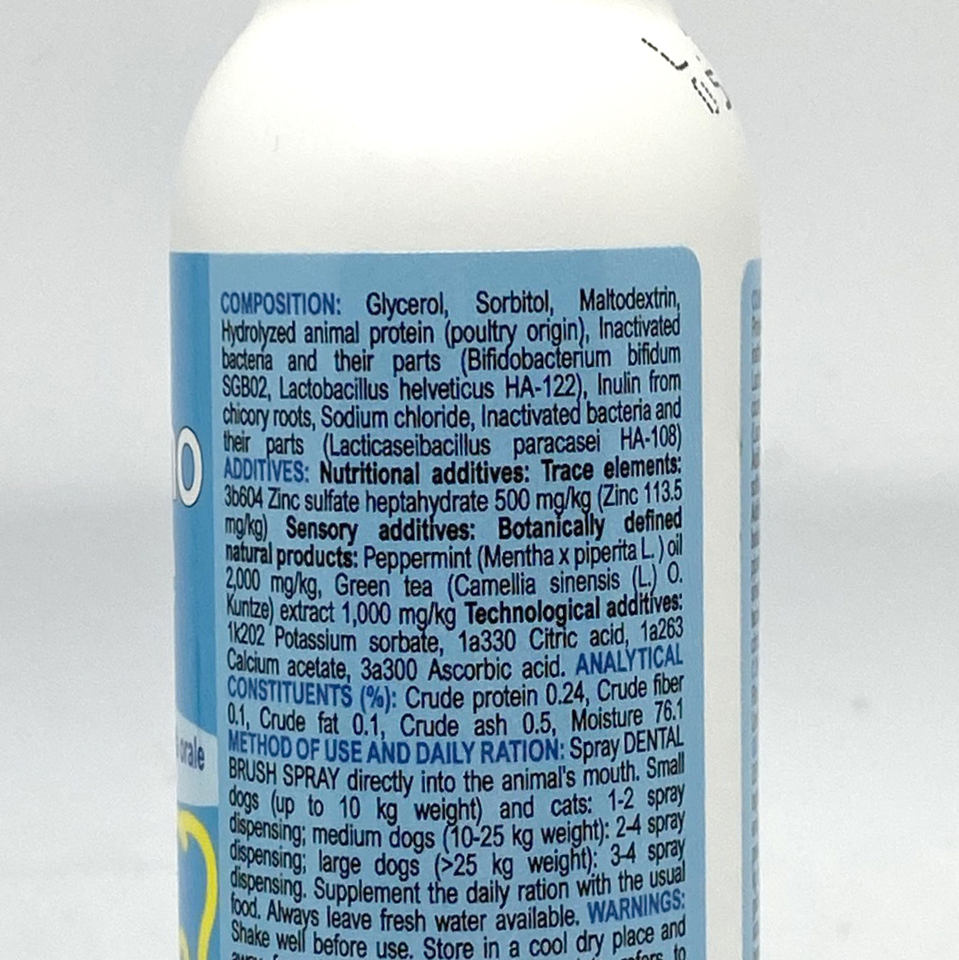 COMPOSITION: Glycerol, Sorbitol, Maltodextrin,
Hydrolyzed animal protein (poultry origin), Inactivated
bacteria and their parts (Bifidobacterium bifidum
SGB02, Lactobacillus helveticus HA-122), Inulin from
chicory roots, Sodium chloride, Inactivated bacteria and
their parts (Lacticaseibacillus paracasei HA-108)
ADDITIVES: Nutritional additives: Trace elements:
3b604 Zinc sulfate heptahydrate 500 mg/kg (Zinc 113.5
mg/kg) Sensory additives: Botanically defined
natural products: Peppermint (Mentha x piperita L.) oil
2,000 mg/kg, Green tea (Camellia sinensis (L.) O.
Kuntze) extract 1,000 mg/kg Technological additives:
1k202 Potassium sorbate, 1a330 Citric acid, 1a263
Calcium acetate, 3a300 Ascorbic acid. ANALYTICAL
CONSTITUENTS (%): Crude protein 0.24, Crude fiber
0.1, Crude fat 0.1, Crude ash 0.5, Moisture 76.1
METHOD OF USE AND DAILY RATION: Spray DENTAL
BRUSH SPRAY directly into the animal's mouth. Small
dogs (up to 10 kg weight) and cats: 1-2 spray
dispensing; medium dogs (10-25 kg weight): 2-4 spray
dispensing; large dogs (>25 kg weight): 3-4 spray
dispensing. Supplement the daily ration with the usual
food. Always leave fresh water available. WARNINGS:
Shake well before use. Store in a cool dry place and
orale